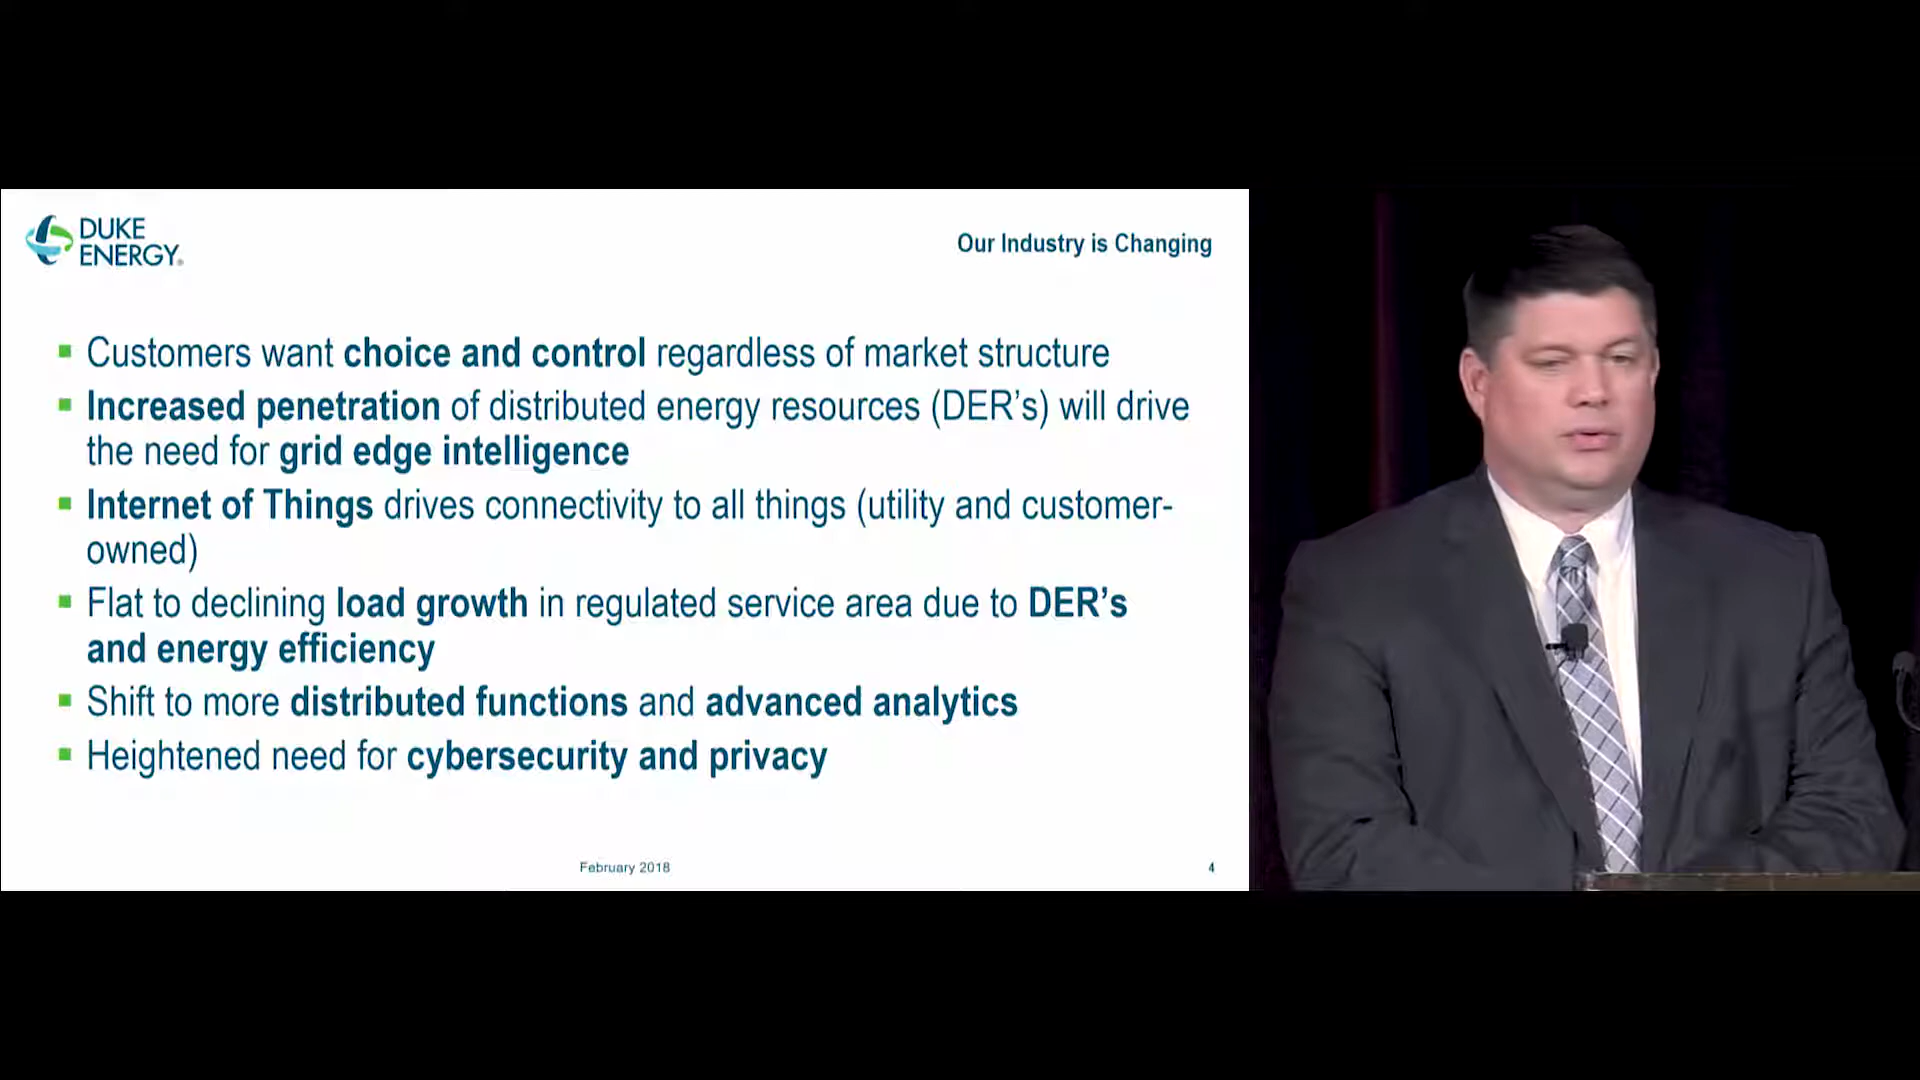 DUKE
ENERGY®
Our Industry is Changing
▪ Customers want choice and control regardless of market structure
▪ Increased penetration of distributed energy resources (DER’s) will drive
the need for grid edge intelligence
▪ Internet of Things drives connectivity to all things (utility and customer-
owned)
▪ Flat to declining load growth in regulated service area due to DER’s
and energy efficiency
▪ Shift to more distributed functions and advanced analytics
▪ Heightened need for cybersecurity and privacy
February 2018
4